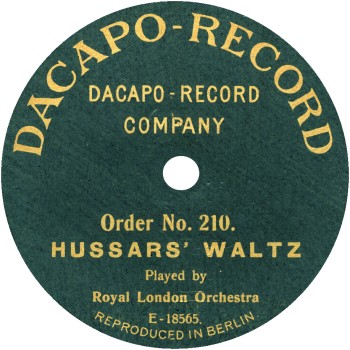 DACAPO-RECORD
DACAPO-RECORD
COMPANY
Order No. 210.
HUSSARS' WALTZ
Played by
Royal London Orchestra
E-18565.
REPRODUCED IN BERLIN